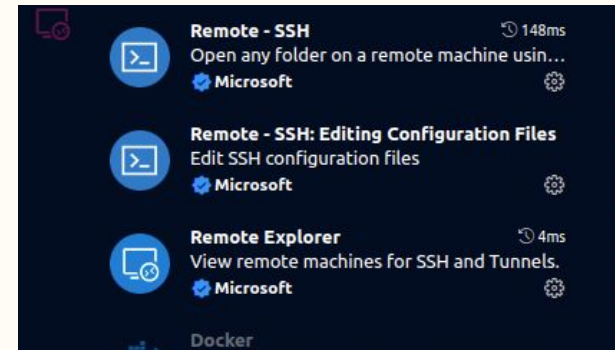 Remote - SSH 148ms
Open any folder on a remote machine usin...
Microsoft
Remote - SSH: Editing Configuration Files
Edit SSH configuration files
Microsoft
Remote Explorer 4ms
View remote machines for SSH and Tunnels.
Microsoft
Docker